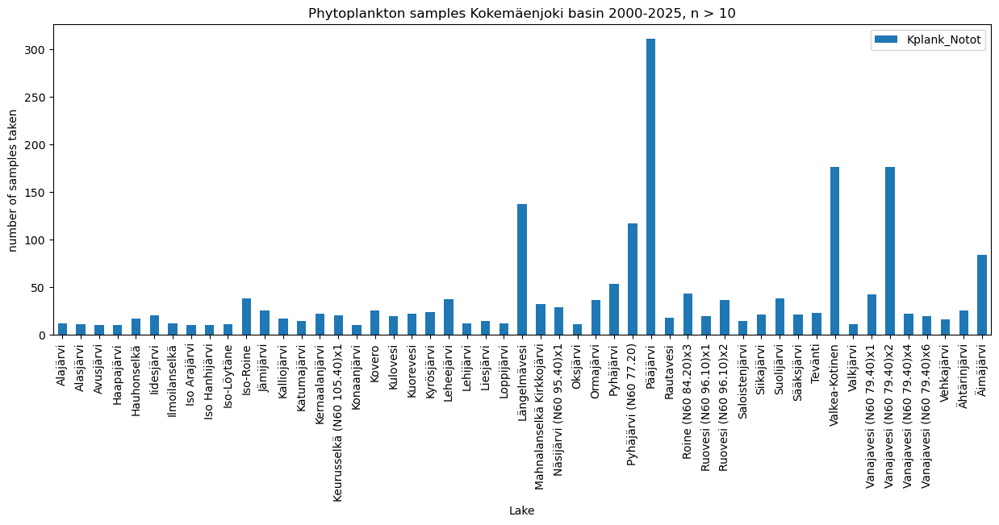 Phytoplankton samples Kokemäenjoki basin 2000-2025, n > 10
Kplank_Notot
number of samples taken
300
250
200
150
100
50
0
Alajärvi
Alasjärvi
Avusjärvi
Haapajärvi
Hauhonselkä
Iidesjärvi
Ilmoilanselkä
Iso Arajärvi
Iso Hanhijärvi
Iso-Löytäne
Iso-Roine
Jämijärvi
Kalliojärvi
Katumajärvi
Kernaalanjärvi
Keurusselkä (N60 105.40)x1
Konaanjärvi
Kovero
Kulovesi
Kuorevesi
Kyrösjärvi
Leheejärvi
Lehijärvi
Liesjärvi
Loppijärvi
Längelmävesi
Mahnalanselkä Kirkkojärvi
Näsijärvi (N60 95.40)x1
Oksjärvi
Ormajärvi
Pyhäjärvi
Pyhäjärvi (N60 77.20)
Pääjärvi
Rautavesi
Roine (N60 84.20)x3
Ruovesi (N60 96.10)x1
Ruovesi (N60 96.10)x2
Saloistenjärvi
Siikajärvi
Suolijärvi
Sääksjärvi
Tevänti
Valkea-Kotinen
Valkjärvi
Vanajavesi (N60 79.40)x1
Vanajavesi (N60 79.40)x2
Vanajavesi (N60 79.40)x4
Vanajavesi (N60 79.40)x6
Vehkajärvi
Ähtärinjärvi
Äimäjärvi
Lake